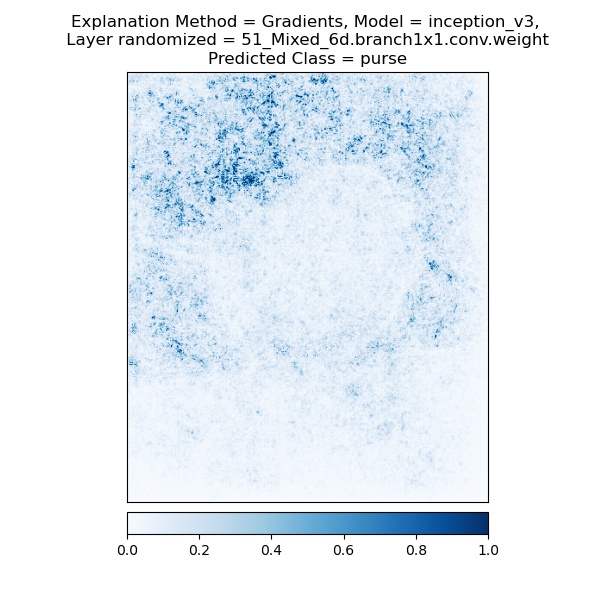 Explanation Method = Gradients, Model = inception_v3,
Layer randomized = 51_Mixed_6d.branch1x1.conv.weight
Predicted Class = purse
0.0 0.2 0.4 0.6 0.8 1.0